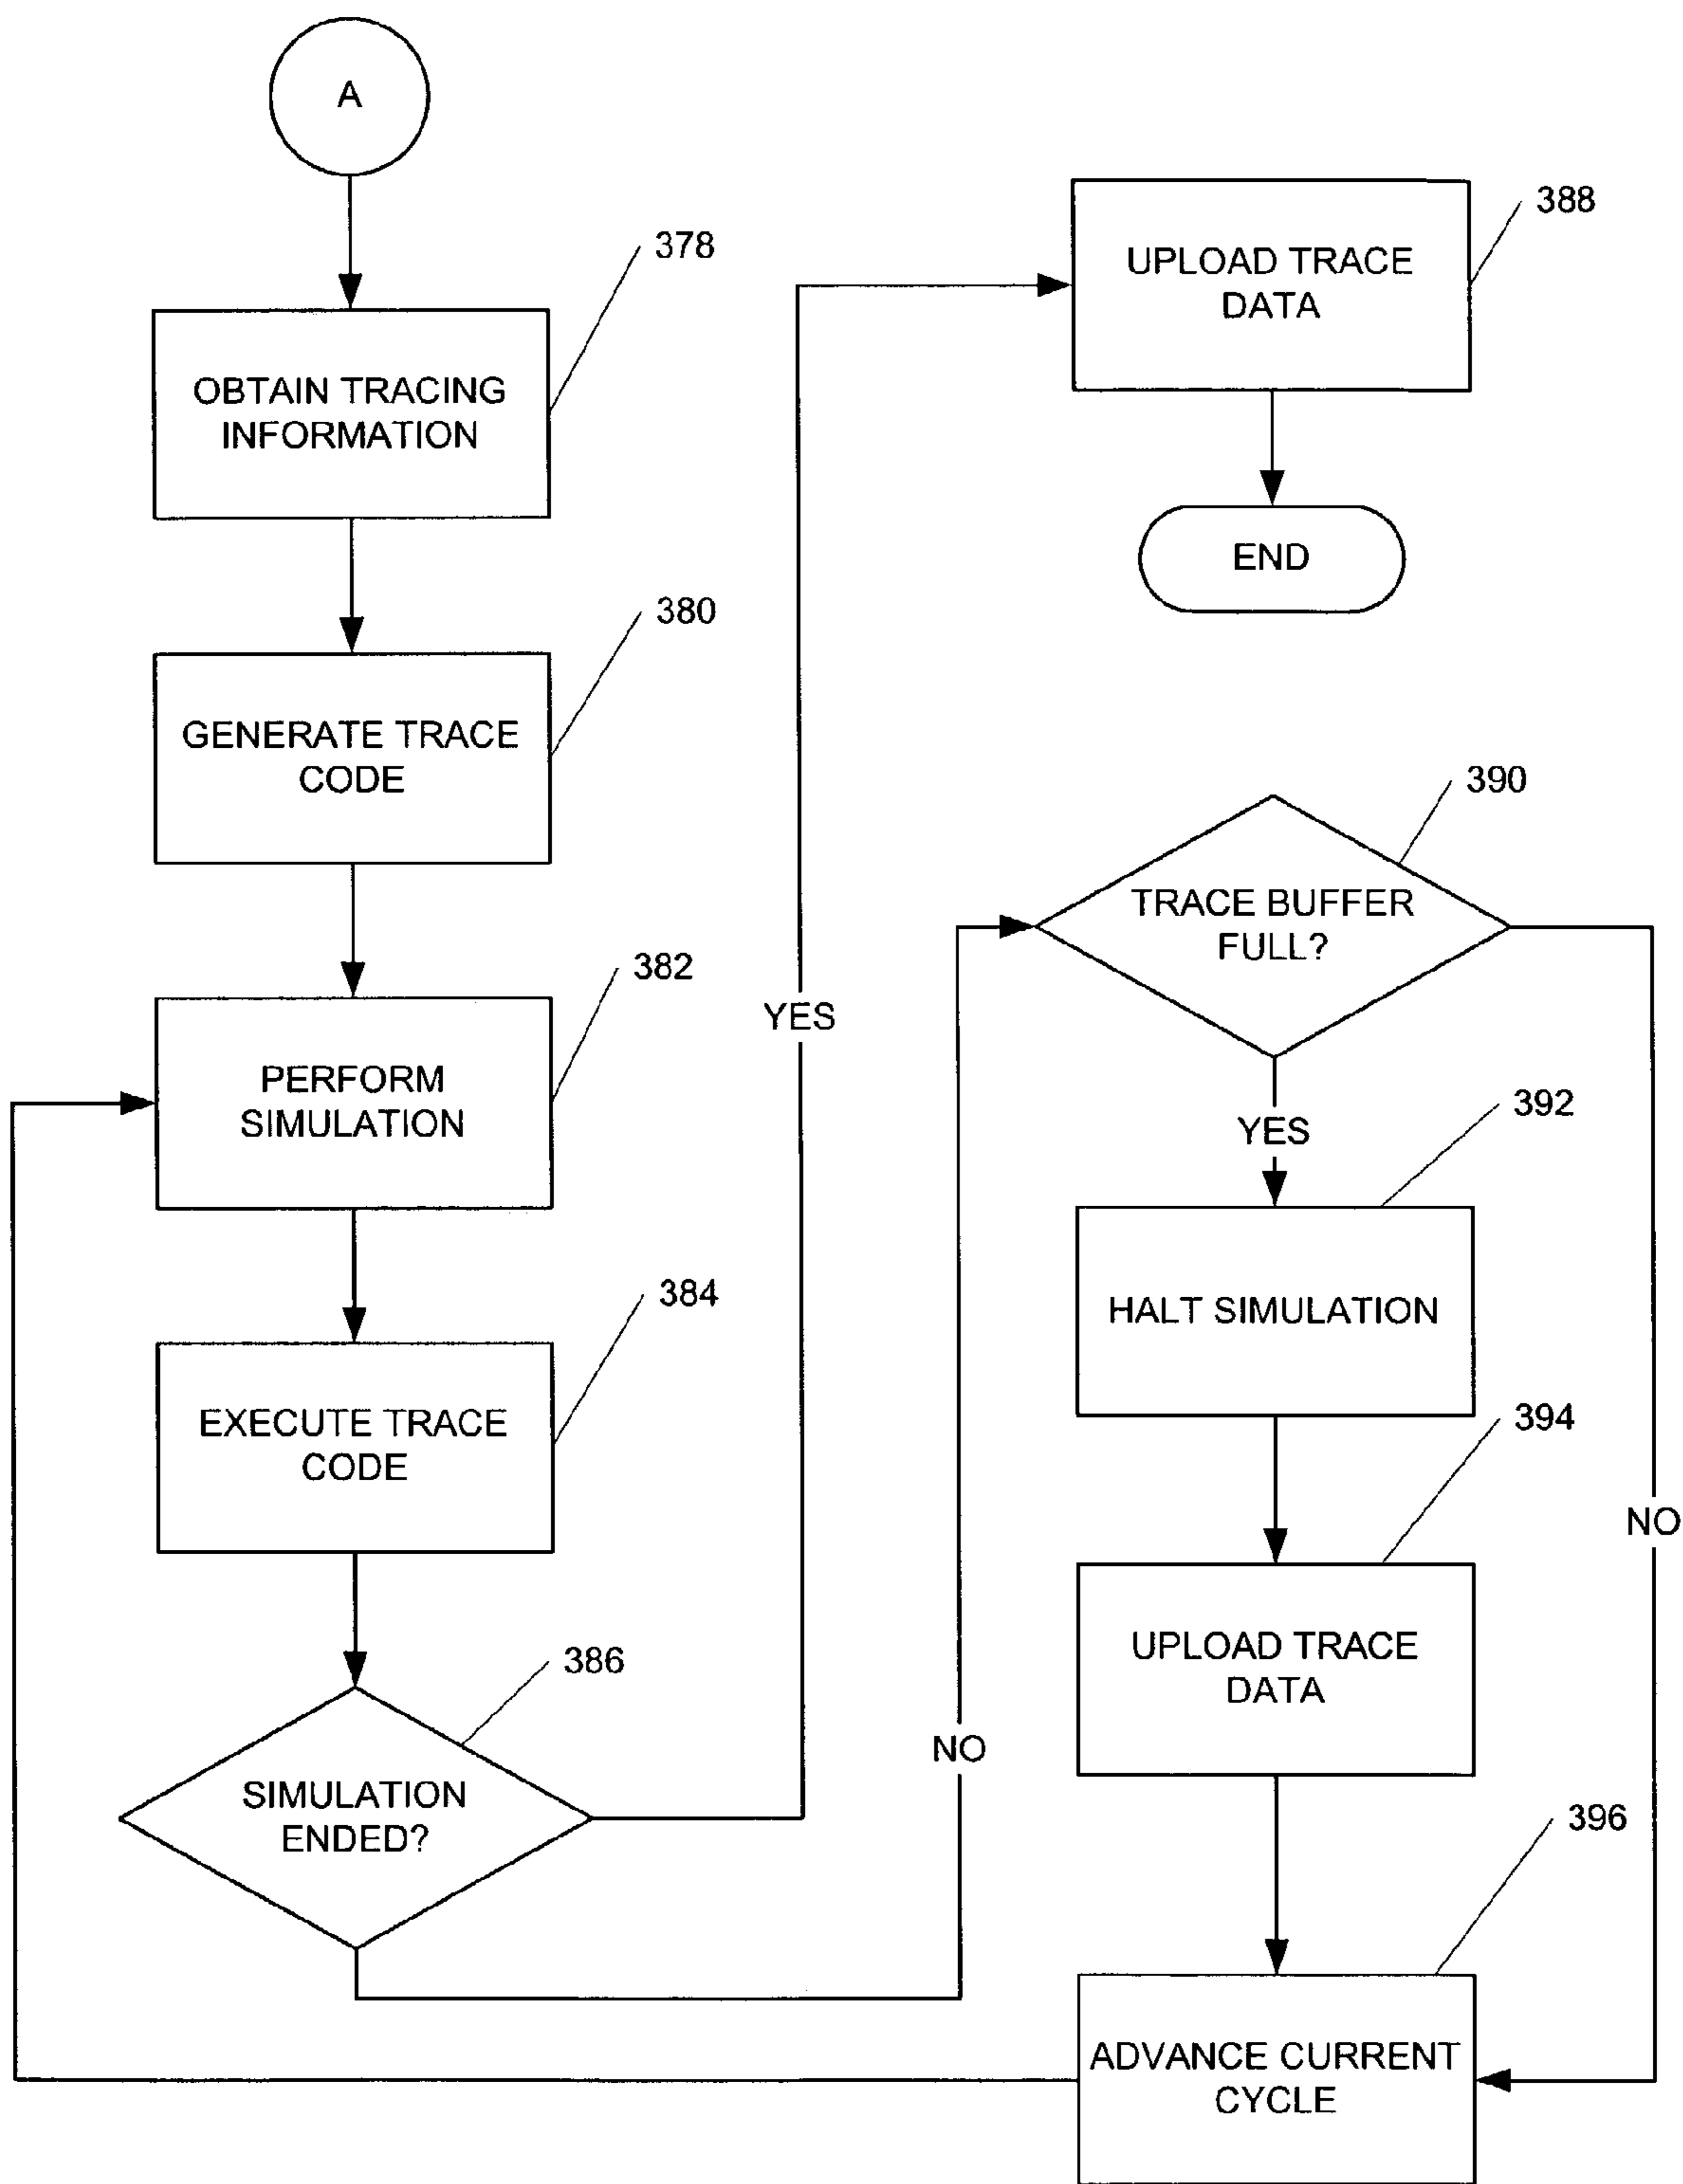 A
378
OBTAIN TRACING
INFORMATION
380
GENERATE TRACE
CODE
382
PERFORM
SIMULATION
384
EXECUTE TRACE
CODE
386
SIMULATION
ENDED?
YES
NO
388
UPLOAD TRACE
DATA
END
390
TRACE BUFFER
FULL?
YES
NO
392
HALT SIMULATION
394
UPLOAD TRACE
DATA
396
ADVANCE CURRENT
CYCLE